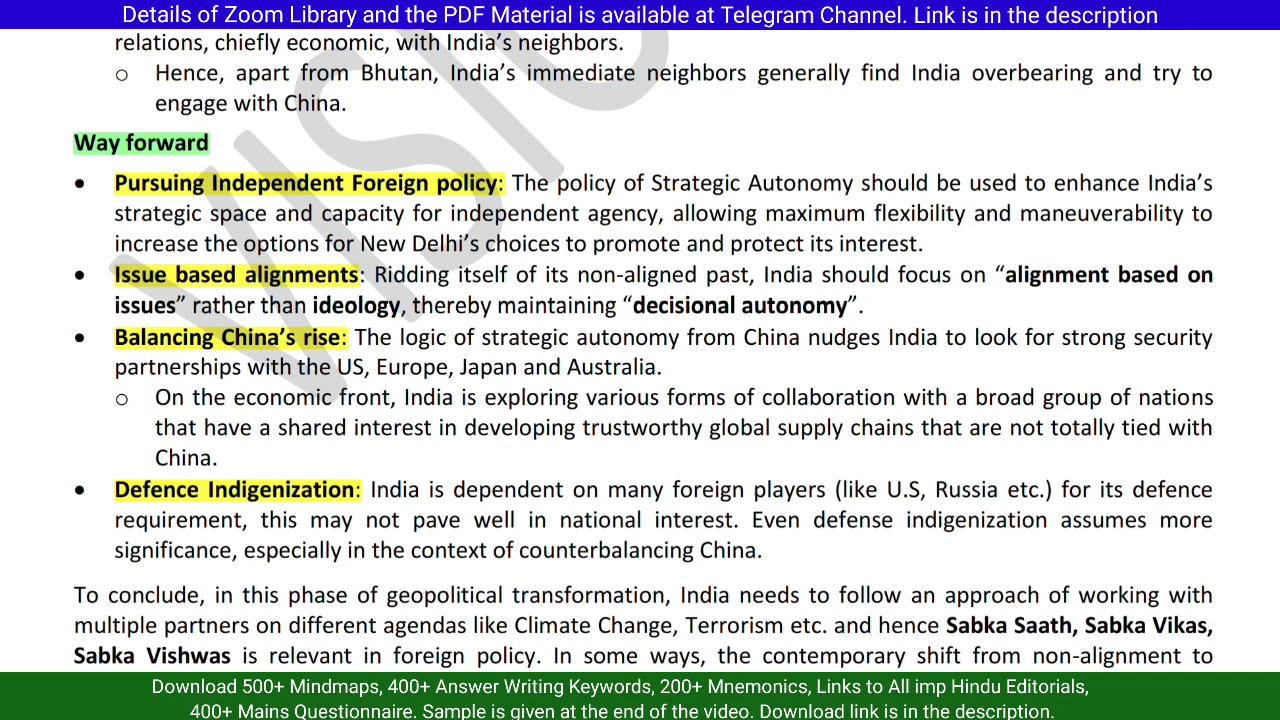 Details of Zoom Library and the PDF Material is available at Telegram Channel. Link is in the description
relations, chiefly economic, with India’s neighbors.
o Hence, apart from Bhutan, India’s immediate neighbors generally find India overbearing and try to
engage with China.
Way forward
• Pursuing Independent Foreign policy: The policy of Strategic Autonomy should be used to enhance India’s
strategic space and capacity for independent agency, allowing maximum flexibility and maneuverability to
increase the options for New Delhi’s choices to promote and protect its interest.
• Issue based alignments: Ridding itself of its non-aligned past, India should focus on “alignment based on
issues” rather than ideology, thereby maintaining “decisional autonomy”.
• Balancing China’s rise: The logic of strategic autonomy from China nudges India to look for strong security
partnerships with the US, Europe, Japan and Australia.
o On the economic front, India is exploring various forms of collaboration with a broad group of nations
that have a shared interest in developing trustworthy global supply chains that are not totally tied with
China.
• Defence Indigenization: India is dependent on many foreign players (like U.S, Russia etc.) for its defence
requirement, this may not pave well in national interest. Even defense indigenization assumes more
significance, especially in the context of counterbalancing China.
To conclude, in this phase of geopolitical transformation, India needs to follow an approach of working with
multiple partners on different agendas like Climate Change, Terrorism etc. and hence Sabka Saath, Sabka Vikas,
Sabka Vishwas is relevant in foreign policy. In some ways, the contemporary shift from non-alignment to
Download 500+ Mindmaps, 400+ Answer Writing Keywords, 200+ Mnemonics, Links to All imp Hindu Editorials,
400+ Mains Questionnaire. Sample is given at the end of the video. Download link is in the description.